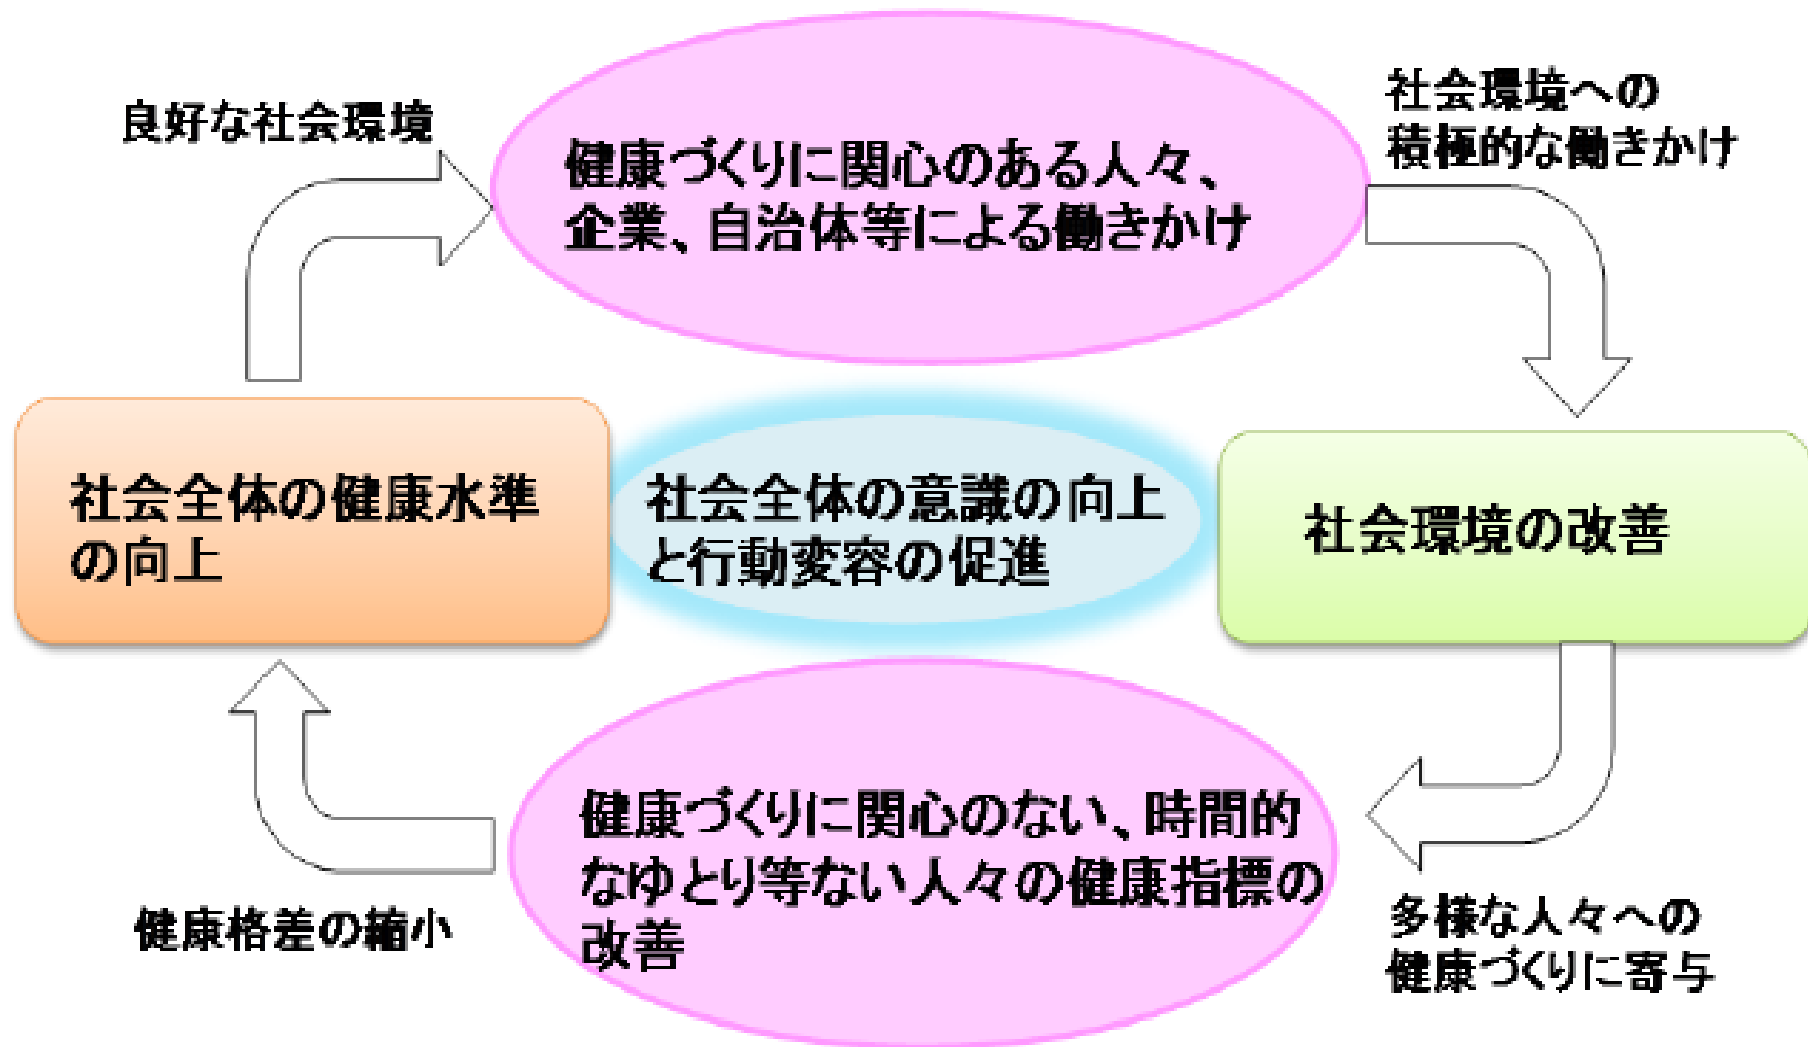 良好な社会環境
健康づくりに関心のある人々、
企業、自治体等による働きかけ
社会環境への
積極的な働きかけ
社会全体の健康水準
の向上
社会全体の意識の向上
と行動変容の促進
社会環境の改善
健康づくりに関心のない、時間的
なゆとり等ない人々の健康指標の
改善
健康格差の縮小
多様な人々への
健康づくりに寄与